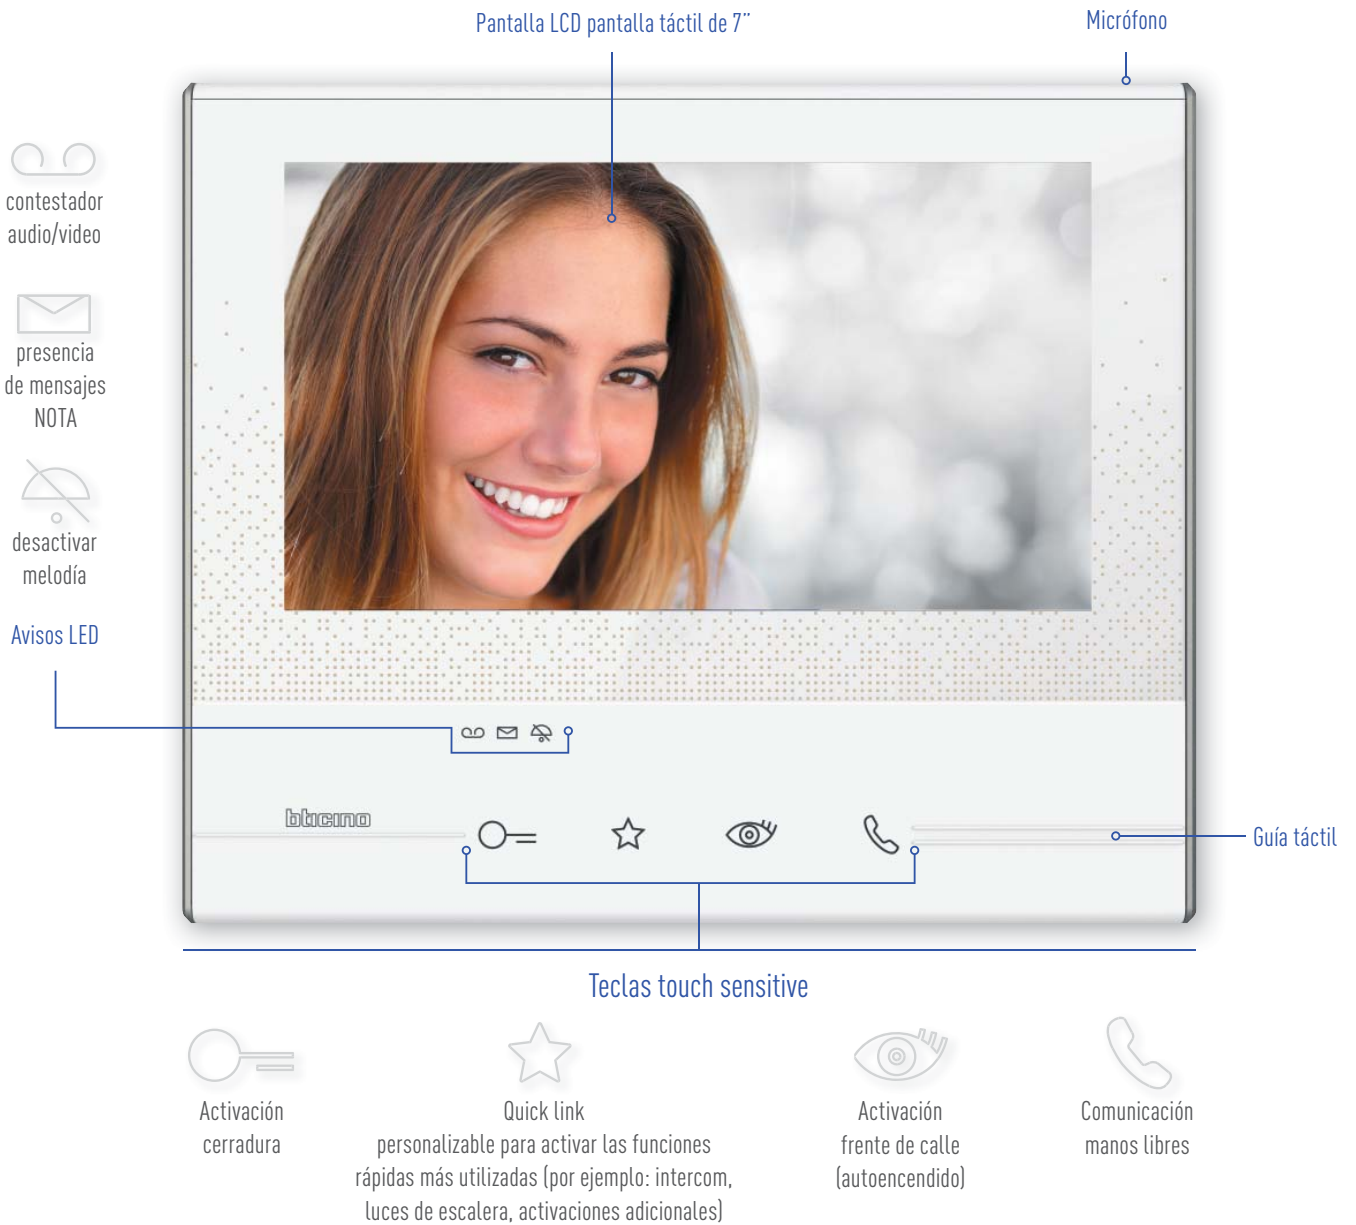 Pantalla LCD pantalla táctil de 7”
Micrófono
contestador
audio/video
presencia
de mensajes
NOTA
desactivar
melodía
Avisos LED
bticino
Guía táctil
Teclas touch sensitive
Activación
cerradura
Quick link
personalizable para activar las funciones
rápidas más utilizadas (por ejemplo: intercom,
luces de escalera, activaciones adicionales)
Activación
frente de calle
(autoencendido)
Comunicación
manos libres